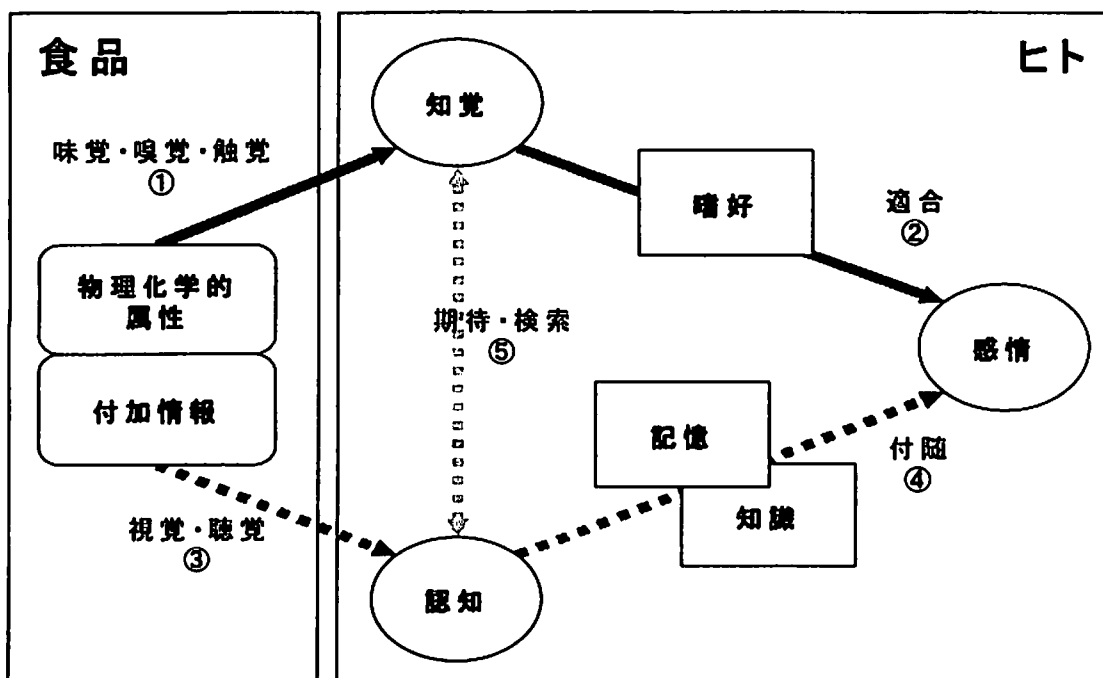 食品
ヒト
知覚
味覚・嗅覚・触覚
①
嗜好
適合
②
物理化学的
属性
期待・検索
⑤
感情
付加情報
記憶
付随
④
知識
視覚・聴覚
③
認知